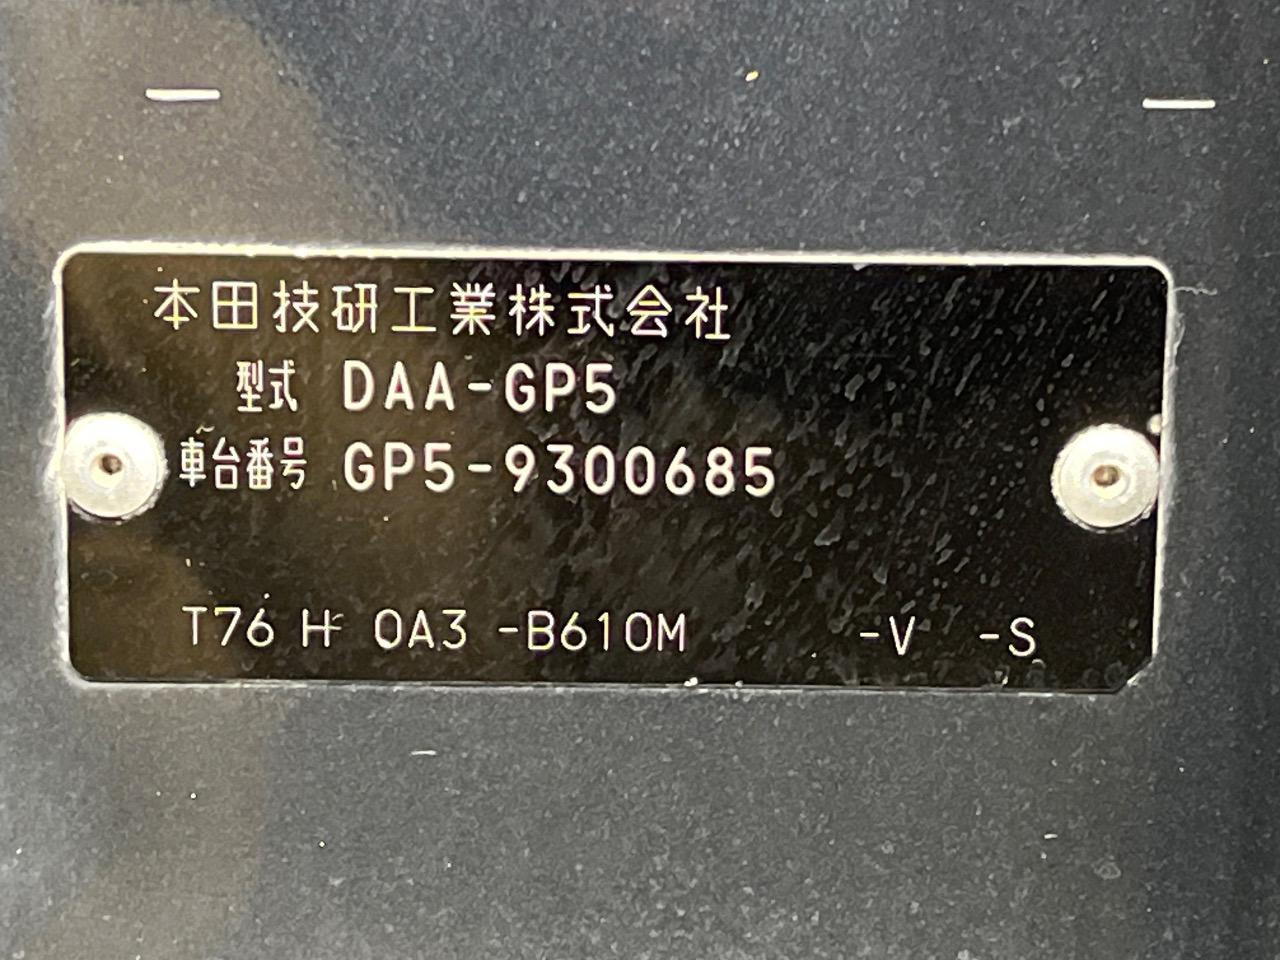 本田技研工業株式会社
型式 DAA-GP5
車台番号 GP5-9300685
T76 H 0A3 -B610M -V -S